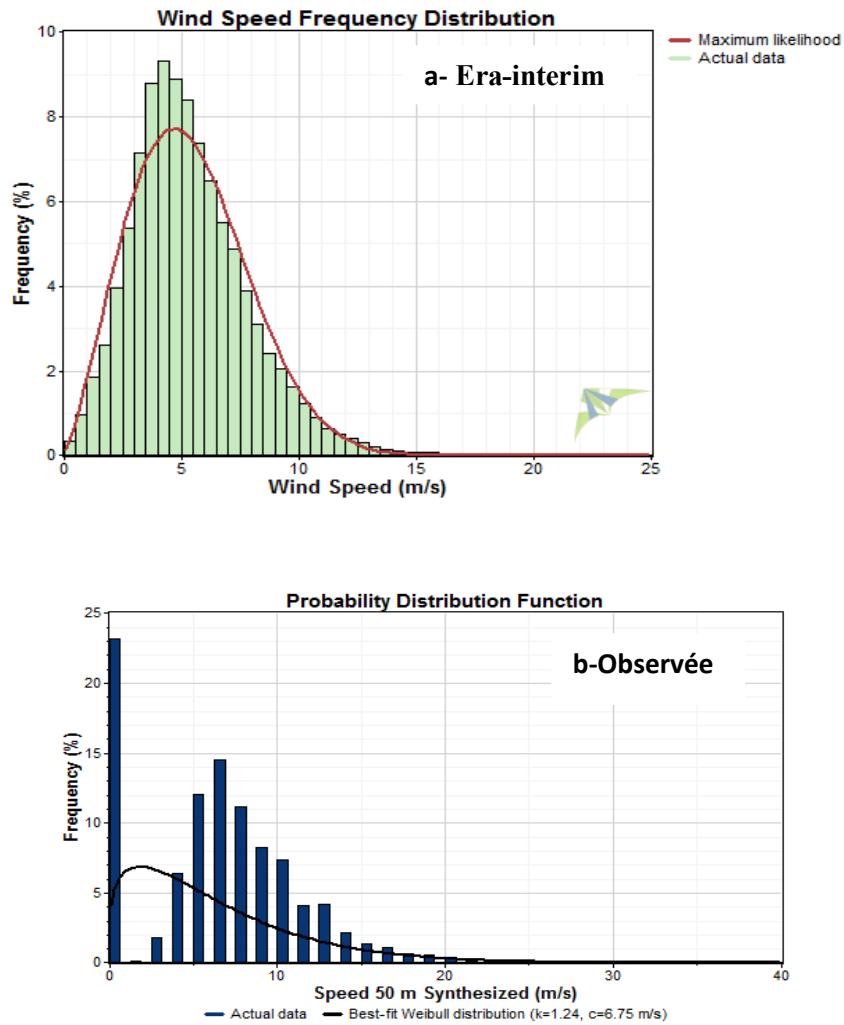 Wind Speed Frequency Distribution
Maximum likelihood
Actual data
a- Era-interim
Frequency (%)
10
8
6
4
2
0
0 5 10 15 20 25
Wind Speed (m/s)
Probability Distribution Function
b-Observée
Frequency (%)
25
20
15
10
5
0
0 10 20 30 40
Speed 50 m Synthesized (m/s)
Actual data Best-fit Weibull distribution (k=1.24, c=6.75 m/s)